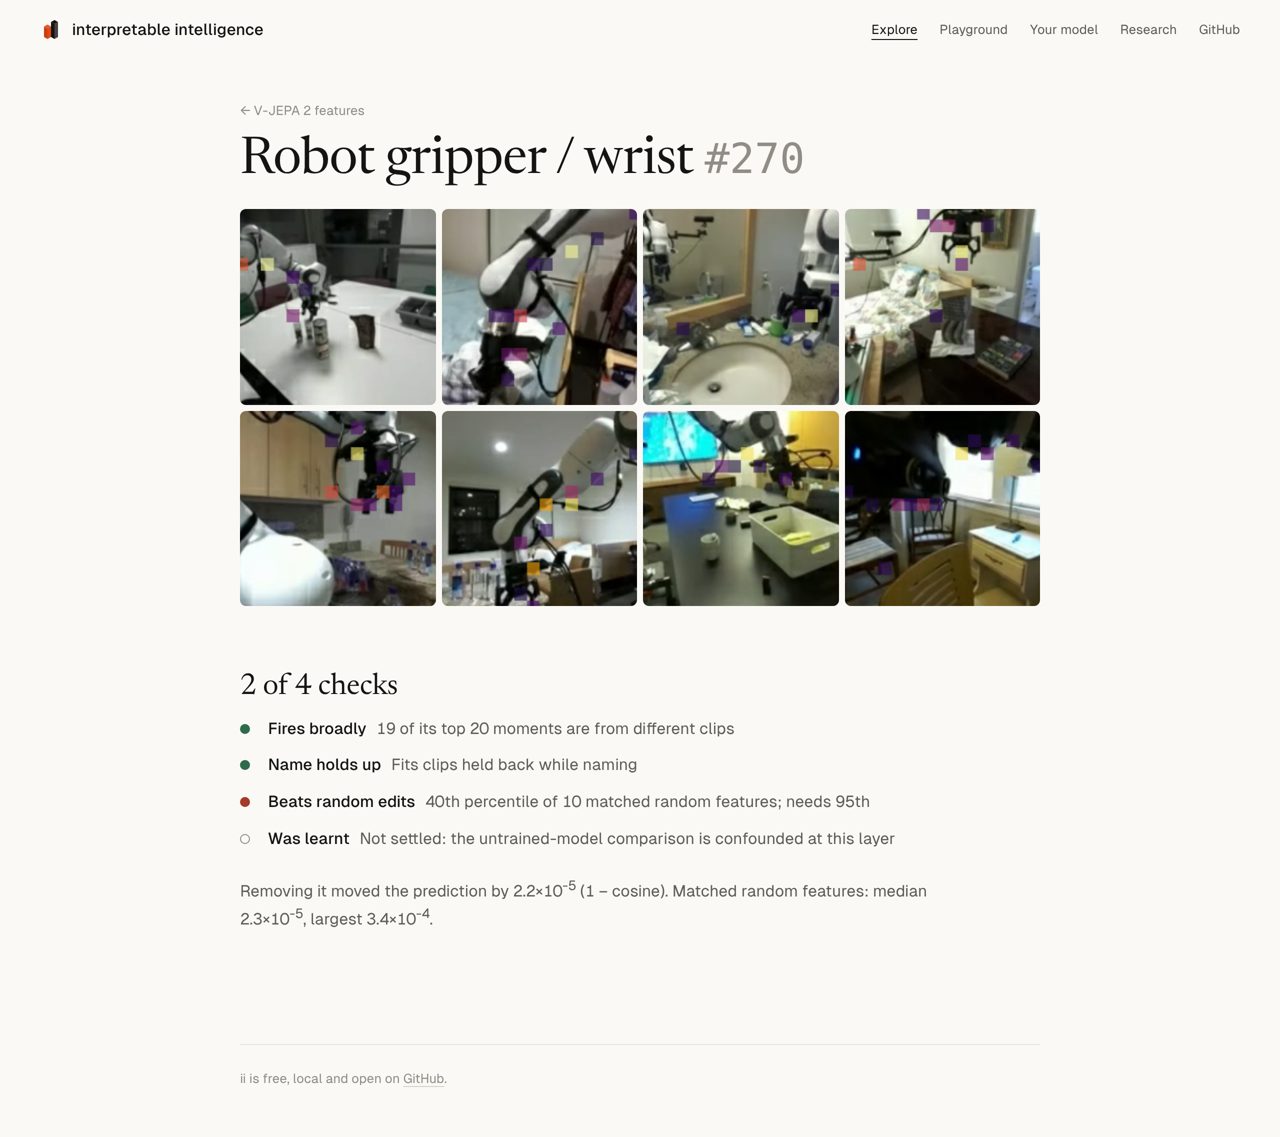 interpretable intelligence
Explore
Playground
Your model
Research
GitHub
← V-JEPA 2 features
Robot gripper / wrist #270
2 of 4 checks
Fires broadly 19 of its top 20 moments are from different clips
Name holds up Fits clips held back while naming
Beats random edits 40th percentile of 10 matched random features; needs 95th
Was learnt Not settled: the untrained-model comparison is confounded at this layer
Removing it moved the prediction by 2.2×10⁻⁵ (1 – cosine). Matched random features: median
2.3×10⁻⁵, largest 3.4×10⁻⁴.
ii is free, local and open on GitHub.